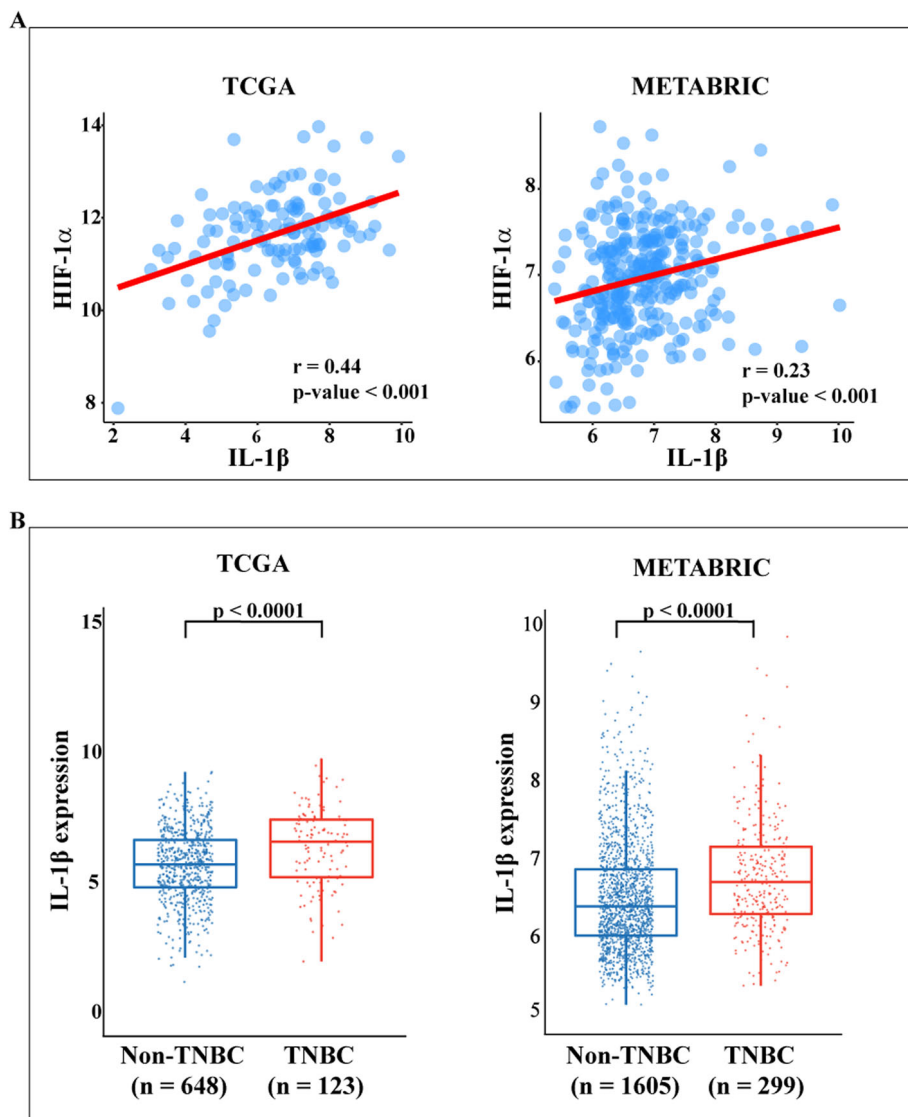 A
TCGA
HIF-1α
14
12
10
8
r = 0.44
p-value < 0.001
2 4 6 8 10
IL-1β
METABRIC
HIF-1α
8
7
6
r = 0.23
p-value < 0.001
6 7 8 9 10
IL-1β
B
TCGA
p < 0.0001
IL-1β expression
15
10
5
0
Non-TNBC TNBC
(n = 648) (n = 123)
METABRIC
p < 0.0001
IL-1β expression
10
9
8
7
6
5
Non-TNBC TNBC
(n = 1605) (n = 299)